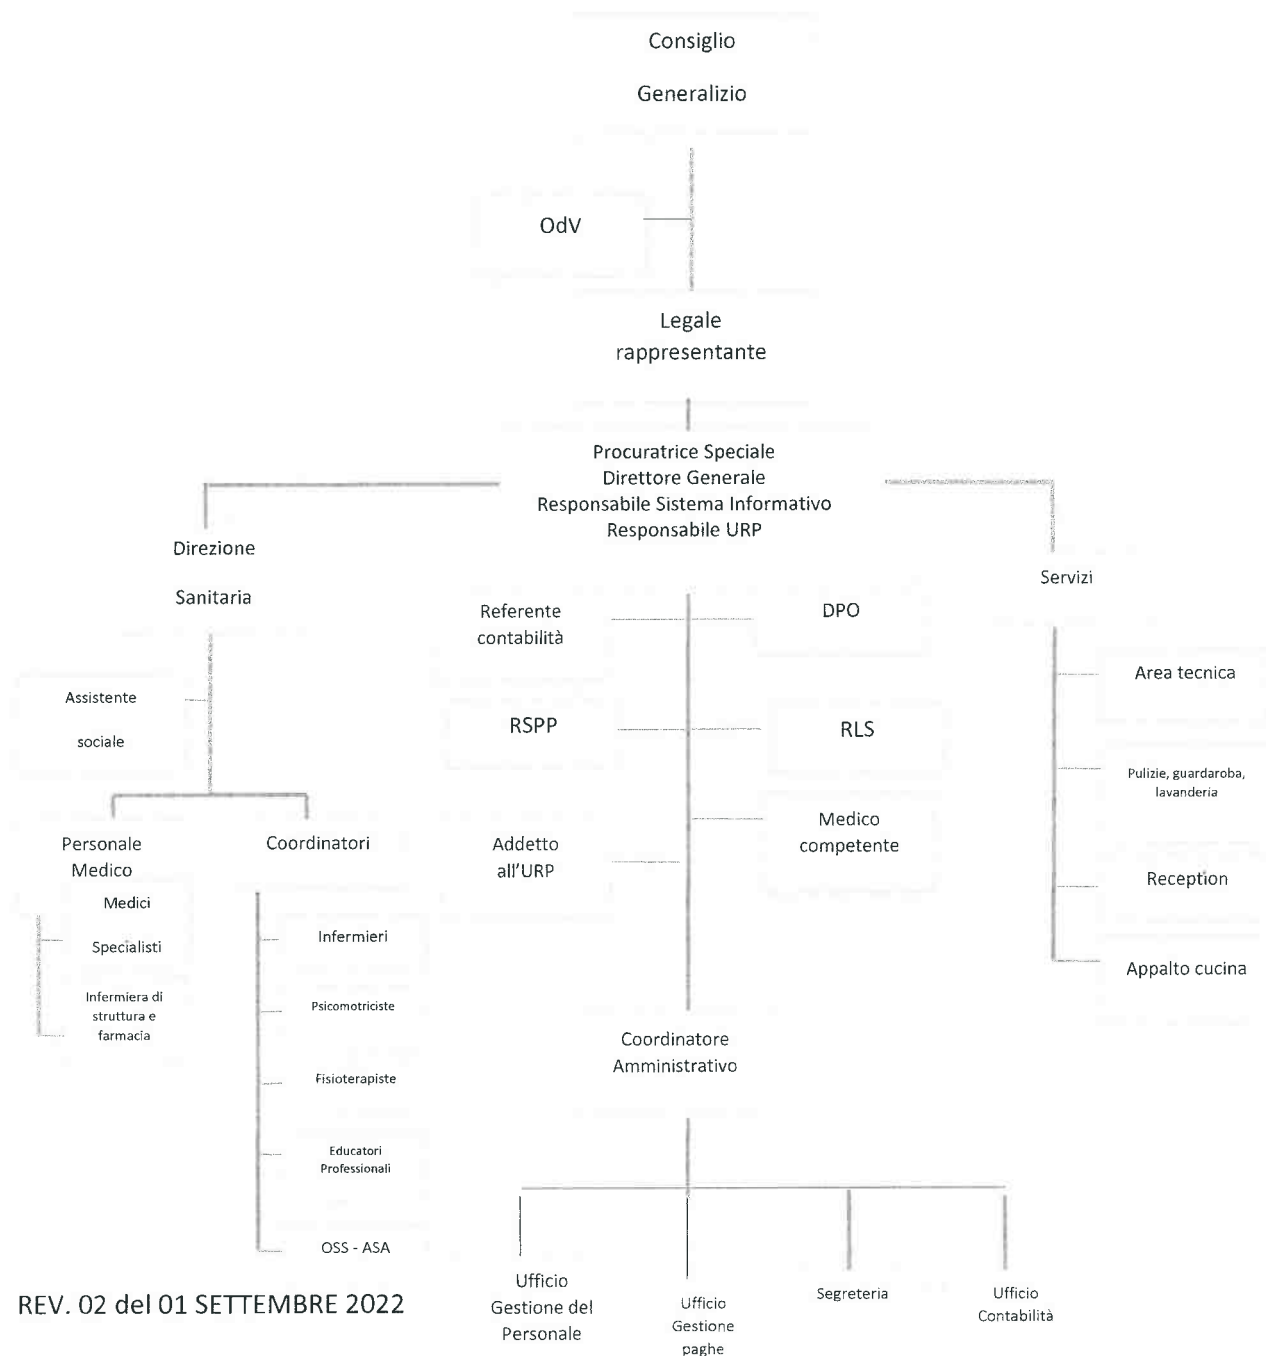 Consiglio
Generalizio
OdV
Legale
rappresentante
Procuratrice Speciale
Direttore Generale
Responsabile Sistema Informativo
Responsabile URP
Direzione
Sanitaria
Servizi
Referente
contabilità
DPO
Assistente
sociale
RSPP
RLS
Area tecnica
Pulizie, guardaroba,
lavanderia
Personale
Medico
Coordinatori
Addetto
all'URP
Medico
competente
Reception
Medici
Specialisti
Infermiera di
struttura e
farmacia
Infermieri
Psicomotriciste
Fisioterapiste
Educatori
Professionali
OSS - ASA
Appalto cucina
Coordinatore
Amministrativo
Ufficio
Gestione del
Personale
Ufficio
Gestione
paghe
Segreteria
Ufficio
Contabilità
REV. 02 del 01 SETTEMBRE 2022